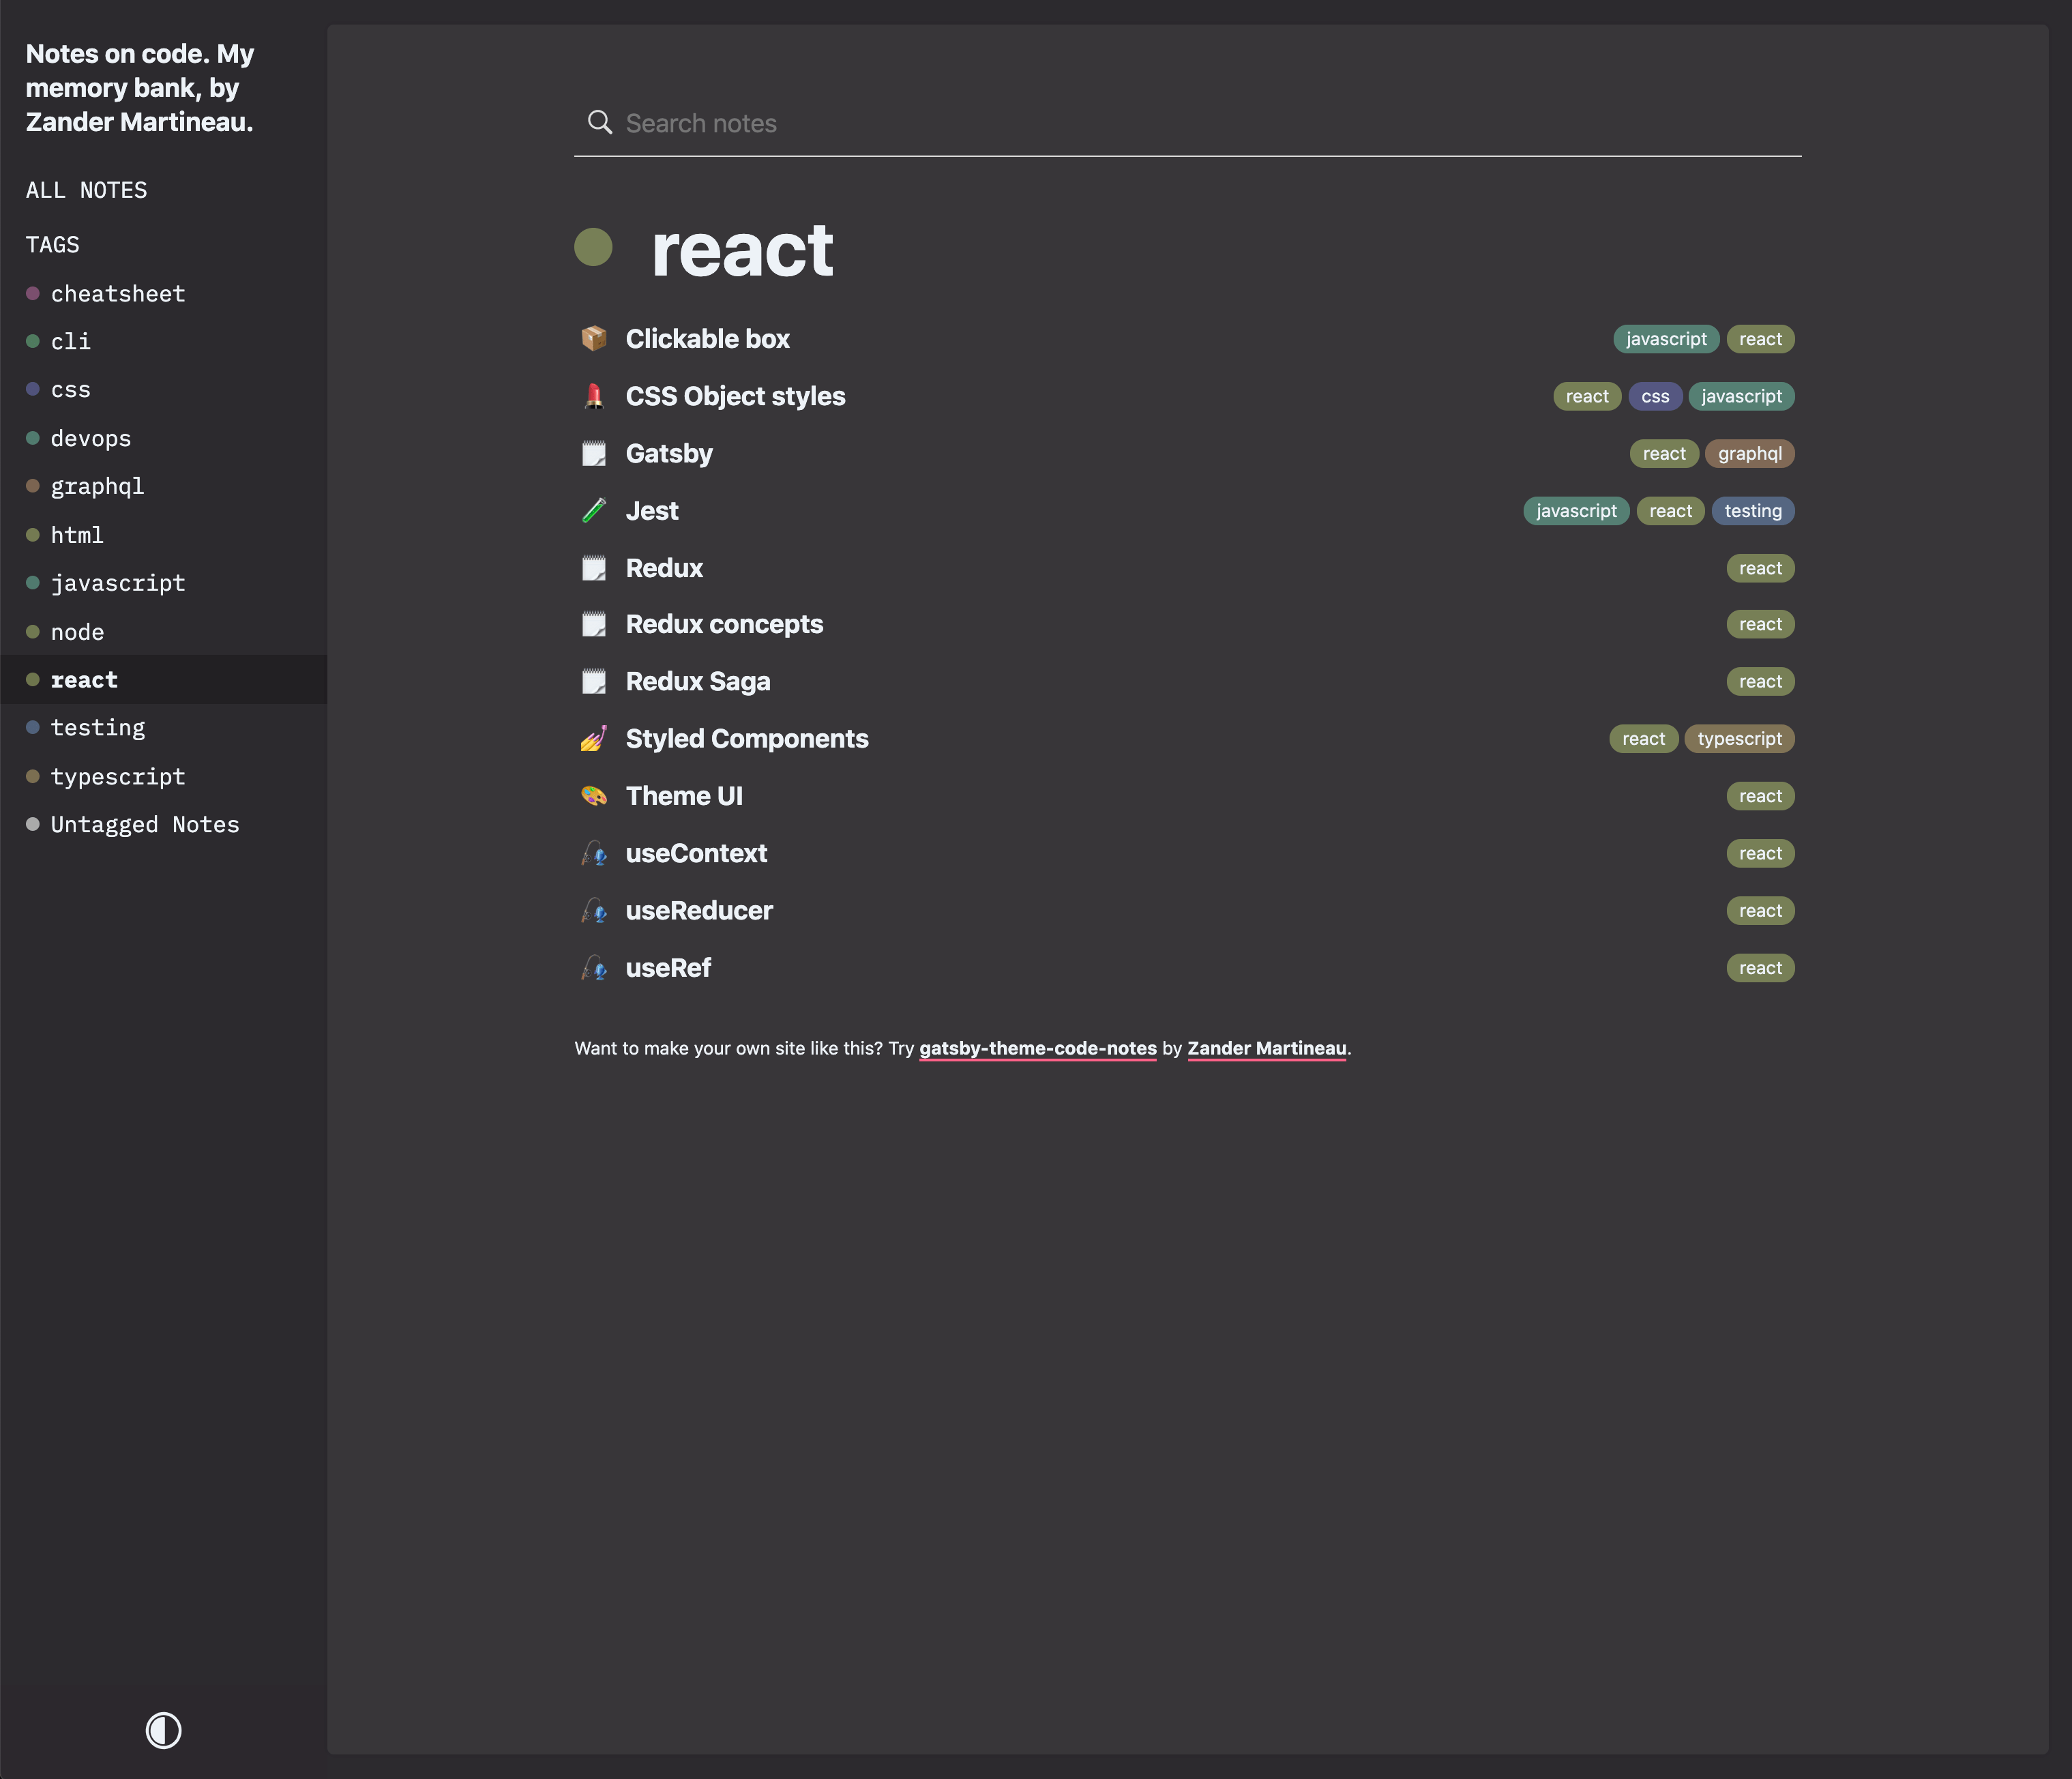 Notes on code. My
memory bank, by
Zander Martineau.
ALL NOTES
TAGS
cheatsheet
cli
css
devops
graphql
html
javascript
node
react
testing
typescript
Untagged Notes
Search notes
react
Clickable box javascript react
CSS Object styles react css javascript
Gatsby react graphql
Jest javascript react testing
Redux react
Redux concepts react
Redux Saga react
Styled Components react typescript
Theme UI react
useContext react
useReducer react
useRef react
Want to make your own site like this? Try gatsby-theme-code-notes by Zander Martineau.